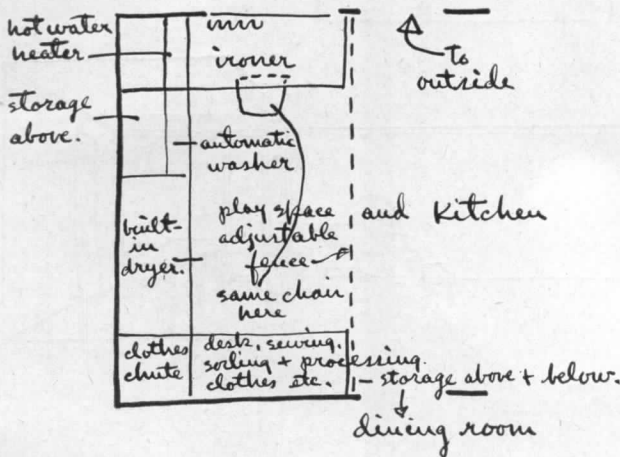 hot water
heater
storage
above.
ironer
to
outside
automatic
washer
built-
in
dryer.
play space
adjustable
fence
same chair
here
and Kitchen
clothes
chute
desk, sewing,
sorting + processing
clothes etc.
storage above + below.
dining room